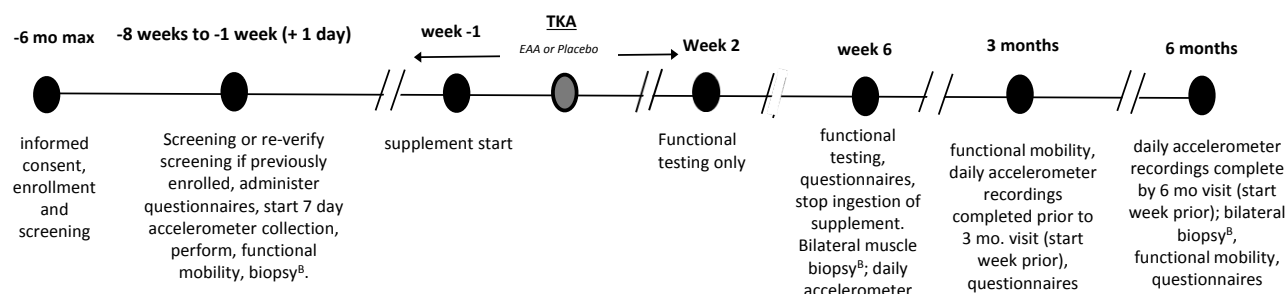 -6 mo max
-8 weeks to -1 week (+ 1 day)
week -1
TKA
EAA or Placebo
Week 2
week 6
3 months
6 months
informed
consent,
enrollment
and
screening
Screening or re-verify
screening if previously
enrolled, administer
questionnaires, start 7 day
accelerometer collection,
perform, functional
mobility, biopsyᴮ.
supplement start
Functional
testing only
functional
testing,
questionnaires,
stop ingestion of
supplement.
Bilateral muscle
biopsyᴮ; daily
accelerometer
functional mobility,
daily accelerometer
recordings
completed prior to
3 mo. visit (start
week prior),
questionnaires
daily accelerometer
recordings complete
by 6 mo visit (start
week prior); bilateral
biopsyᴮ,
functional mobility,
questionnaires